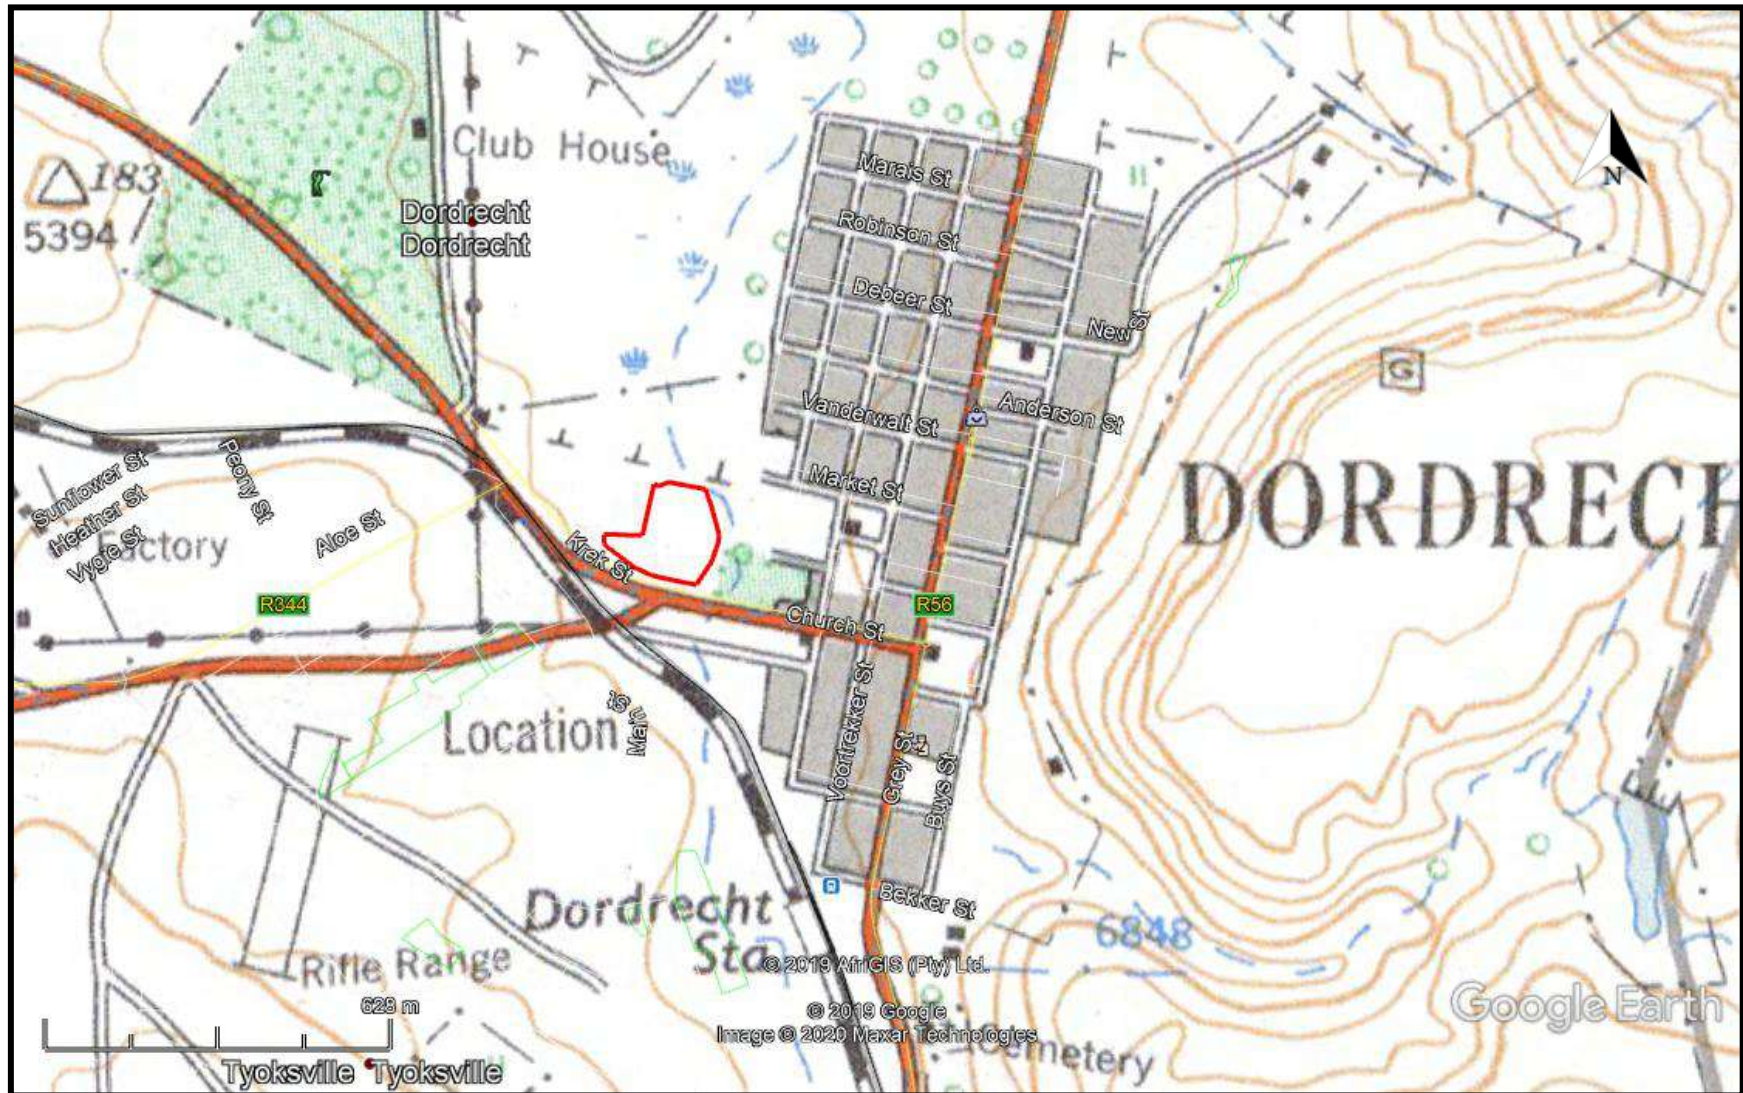 Club House
183
5394
Dordrecht
Dordrecht
Marais St
Robinson St
Debeer St
New St
N
G
Vanderwalt St
Anderson St
Market St
DORDRECH
Sunflower St
Heather St
Vygie St
Peony St
Aloe St
Factory
Krek St
R344
R56
Church St
Location
Main St
Voortrekker St
Grey St
Buys St
Bekker St
Dordrecht
Sta.
6848
Rifle Range
© 2019 AfriGIS (Pty) Ltd.
© 2019 Google
Image © 2020 Maxar Technologies
Google Earth
628 m
Cemetery
Tyoksville Tyoksville